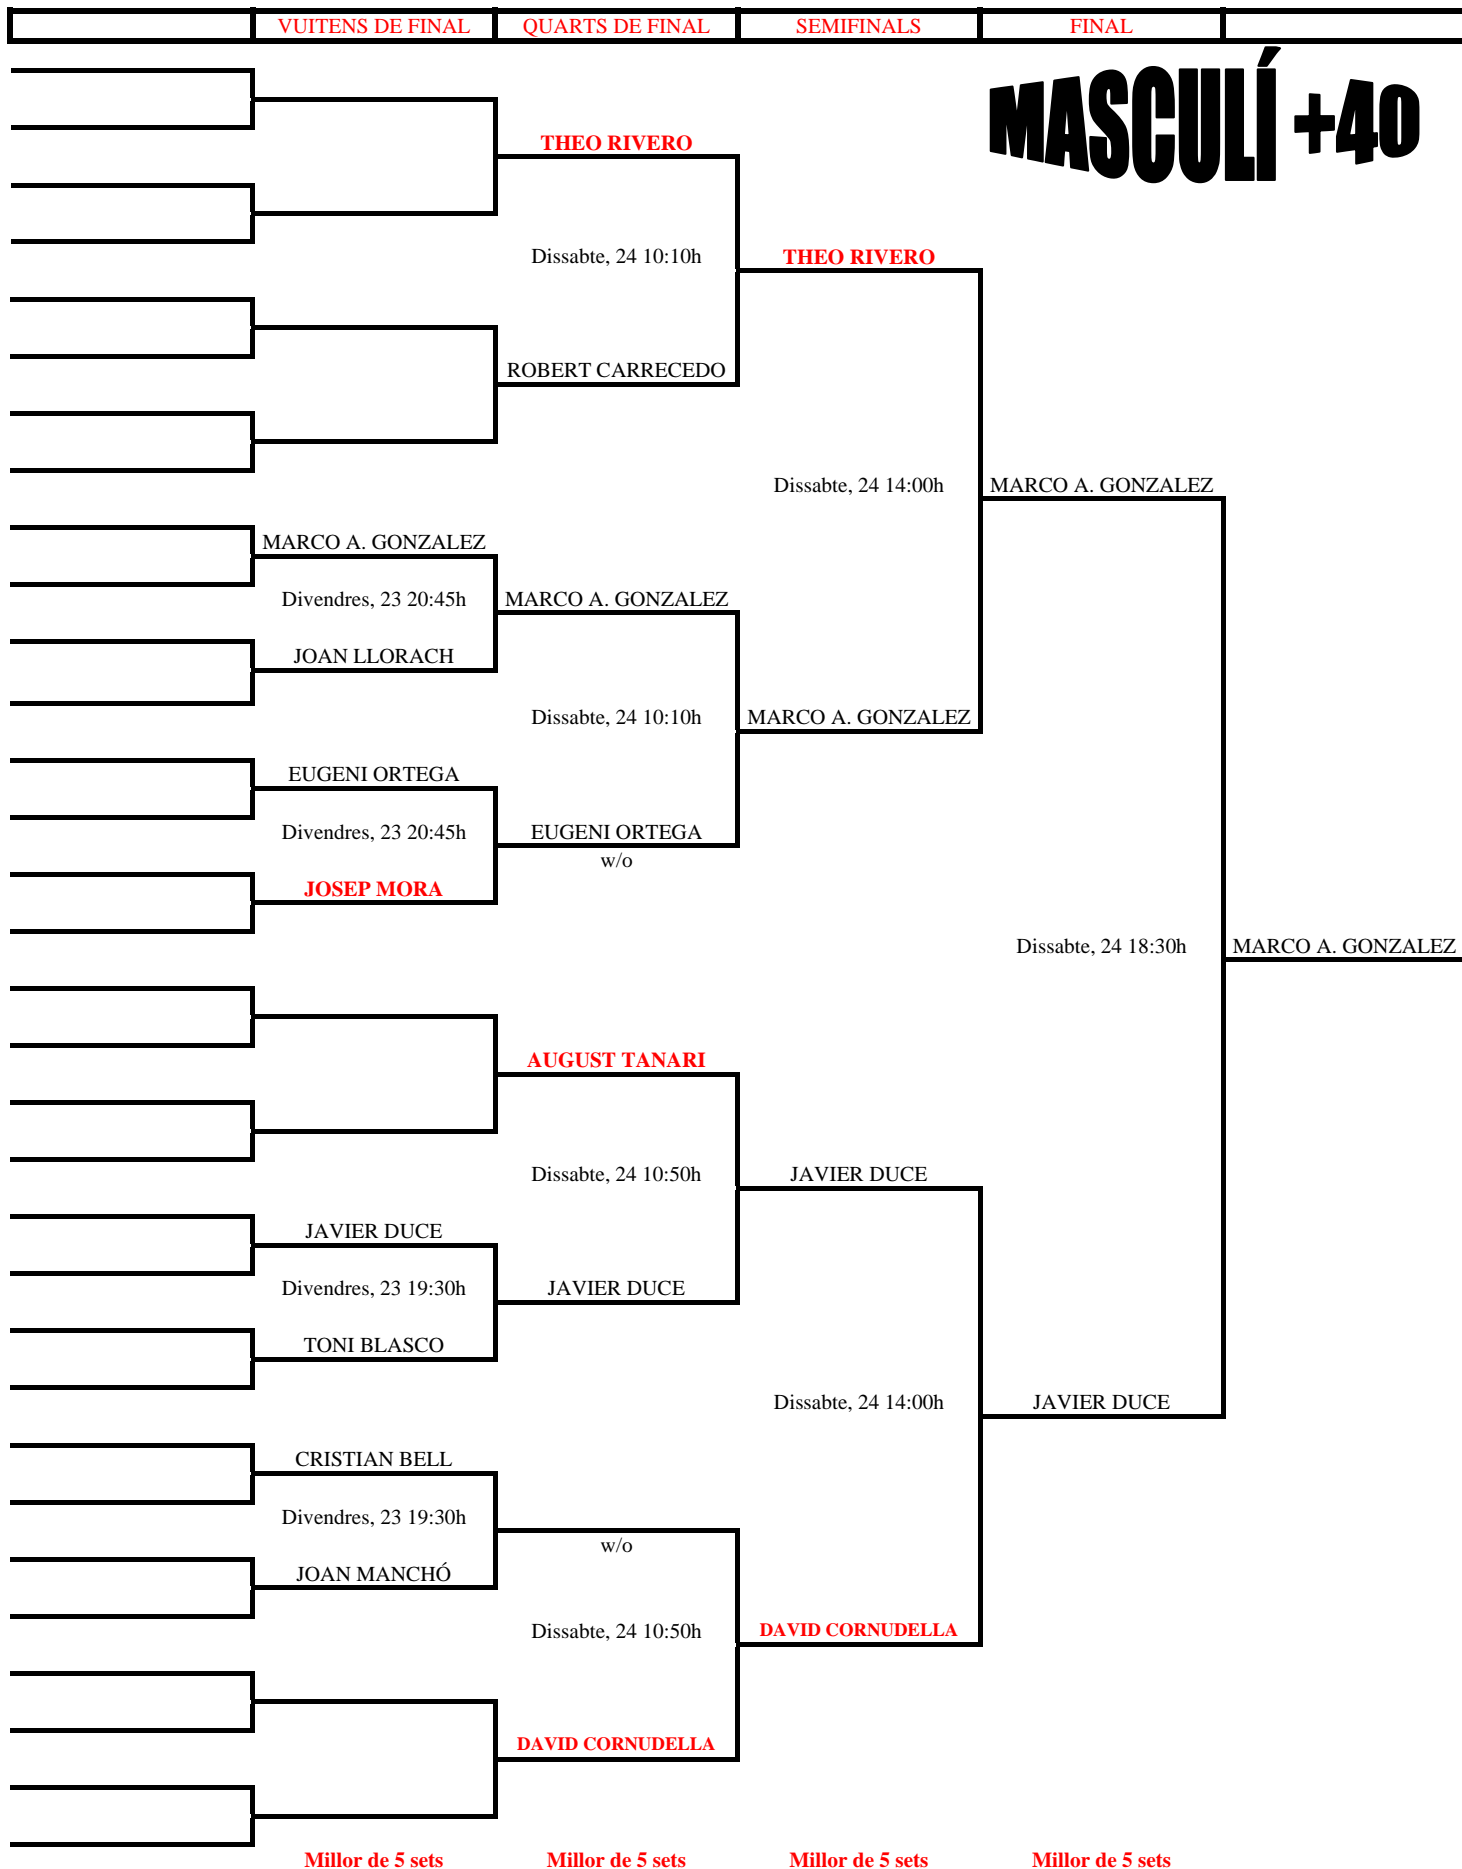 VUITENS DE FINAL QUARTS DE FINAL SEMIFINALS FINAL
MASCULÍ +40
THEO RIVERO
Dissabte, 24 10:10h THEO RIVERO
ROBERT CARRECEDO
Dissabte, 24 14:00h MARCO A. GONZALEZ
MARCO A. GONZALEZ
Divendres, 23 20:45h MARCO A. GONZALEZ
JOAN LLORACH
Dissabte, 24 10:10h MARCO A. GONZALEZ
EUGENI ORTEGA
Divendres, 23 20:45h EUGENI ORTEGA
w/o
JOSEP MORA
Dissabte, 24 18:30h MARCO A. GONZALEZ
AUGUST TANARI
Dissabte, 24 10:50h JAVIER DUCE
JAVIER DUCE
Divendres, 23 19:30h JAVIER DUCE
TONI BLASCO
Dissabte, 24 14:00h JAVIER DUCE
CRISTIAN BELL
Divendres, 23 19:30h
w/o
JOAN MANCHÓ
Dissabte, 24 10:50h DAVID CORNUDELLA
DAVID CORNUDELLA
Millor de 5 sets Millor de 5 sets Millor de 5 sets Millor de 5 sets